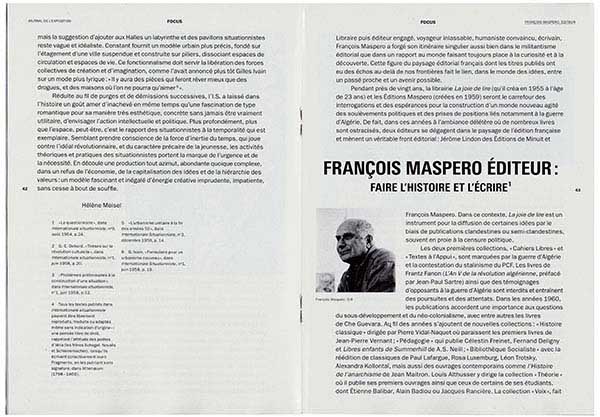 JOURNAL DE L'EXPOSITION
FOCUS
mais la suggestion d'ajouter aux Halles un labyrinthe et des pavillons situationnistes
reste vague et idéaliste. Constant fournit un modèle urbain plus précis, fondé sur
l'étagement d'une ville suspendue et construite sur piliers, dissociant espaces de
circulation et espaces de vie. Ce fonctionnalisme doit servir la libération des forces
collectives de création et d'imagination, comme l'avait annoncé plus tôt Gilles Ivain
sur un mode plus lyrique : « Il y aura des pièces qui feront rêver mieux que des
drogues, et des maisons où l'on ne pourra qu'aimer ».
Réduite au fil de purges et de démissions successives, l'I.S. a laissé dans
l'histoire un goût amer d'inachevé en même temps qu'une fascination de type
romantique pour sa manière très esthétique, concrète sans jamais être vraiment
utilitaire, d'envisager l'action intellectuelle et politique. Plus profondément, plus
que l'espace, peut-être, c'est le rapport des situationnistes à la temporalité qui est
exemplaire. Semblant prendre conscience de la force d'inertie du temps, qui joue
contre l'idéal révolutionnaire, et du caractère précaire de la jeunesse, les activités
théoriques et pratiques des situationnistes portent la marque de l'urgence et de
la nécessité. En découle une production tout azimut, abondante quoique complexe,
dans un refus de l'économie, de la capitalisation des idées et de la hiérarchie des
valeurs : un modèle fascinant et inégalé d'énergie créative imprudente, impatiente,
sans cesse à bout de souffle.
62
Hélène Meisel
1 « Le questionnaire », dans
Internationale situationniste, n°9,
août 1964, p.24.
2 G.-E. Debord, « Thèses sur la
révolution culturelle », dans
Internationale situationniste, n°1,
juin 1958, p.20.
3 « Problèmes préliminaires à la
construction d'une situation »,
dans Internationale situationniste,
n°1, juin 1958, p.12.
4 Tous les textes publiés dans
Internationale situationniste
peuvent être librement
reproduits, traduits ou adaptés
même sans indication d'origine
5 « L'urbanisme unitaire à la fin
des années 50 », dans
Internationale Situationniste, n°3,
décembre 1959, p.14.
6 G. Ivain, « Formulaire pour un
urbanisme nouveau », dans
Internationale situationniste, n°1,
juin 1958, p.19.
FOCUS
FRANÇOIS MASPERO, ÉDITEUR
Libraire puis éditeur engagé, voyageur inlassable, humaniste convaincu, écrivain,
François Maspero a forgé son itinéraire singulier aussi bien dans le militantisme
éditorial que dans un rapport au monde faisant toujours place à la curiosité et à la
découverte. Cette figure du paysage éditorial français dont les titres publiés ont
eu des échos au-delà de nos frontières fait le lien, dans le monde des idées, entre
un passé proche et un avenir possible.
Pendant près de vingt ans, la librairie La joie de lire (qu'il créa en 1955 à l'âge
de 23 ans) et les Éditions Maspero (créées en 1959) seront le carrefour des
interrogations et des espérances pour la construction d'un monde nouveau agité
des soulèvements politiques et des prises de positions liés notamment à la guerre
d'Algérie. De fait, dans ces années à l'ambiance délétère où de nombreux livres
sont ostracisés, deux éditeurs se dégagent dans le paysage de l'édition française
et mènent un véritable front éditorial : Jérôme Lindon des Éditions de Minuit et
FRANÇOIS MASPERO ÉDITEUR :
FAIRE L'HISTOIRE ET L'ÉCRIRE¹
63
François Maspero. D.R
François Maspero. Dans ce contexte, La joie de lire est un
instrument pour la diffusion de certaines idées par le
biais de publications clandestines ou semi-clandestines,
souvent en proie à la censure politique.
Les deux premières collections, « Cahiers Libres » et
« Textes à l'Appui », sont marquées par la guerre d'Algérie
et la contestation du stalinisme du PCF. Les livres de
Frantz Fanon (L'An V de la révolution algérienne, préfacé
par Jean-Paul Sartre) ainsi que des témoignages
d'opposants à la guerre d'Algérie sont interdits et entraînent
des poursuites et des attentats. Dans les années 1960,
les publications accordent une importance aux questions
du sous-développement et du néo-colonialisme, avec entre autres les livres
de Che Guevara. Au fil des années s'ajoutent de nouvelles collections : « Histoire
classique » dirigée par Pierre Vidal-Naquet où paraissent les premiers livres de
Jean-Pierre Vernant ; « Pédagogie » qui publie Célestin Freinet, Fernand Deligny
et Libres enfants de Summerhill de A.S. Neill ; « Bibliothèque Socialiste » avec la
réédition de classiques de Paul Lafargue, Rosa Luxemburg, Léon Trotsky,
Alexandra Kollontaï, mais aussi des ouvrages contemporains comme l'Histoire
de l'anarchisme de Jean Maitron. Louis Althusser y dirige la collection « Théorie »
où il publie ses premiers ouvrages ainsi que ceux de certains de ses étudiants,
dont Étienne Balibar, Alain Badiou ou Jacques Rancière. La collection « Voix », fait